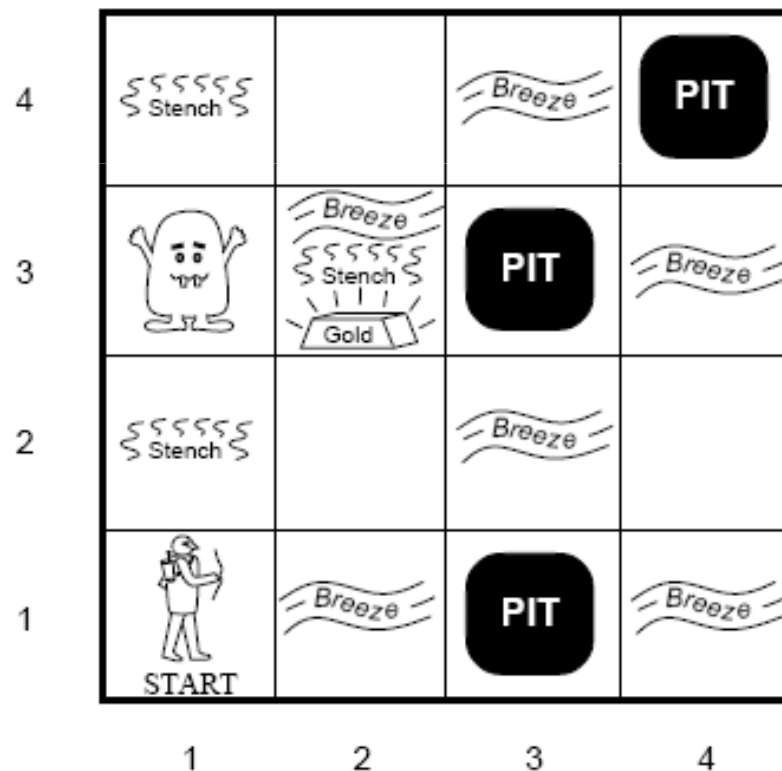 4
Stench
Breeze
PIT
3
Breeze
Stench
Gold
PIT
Breeze
2
Stench
Breeze
1
START
Breeze
PIT
Breeze
1 2 3 4